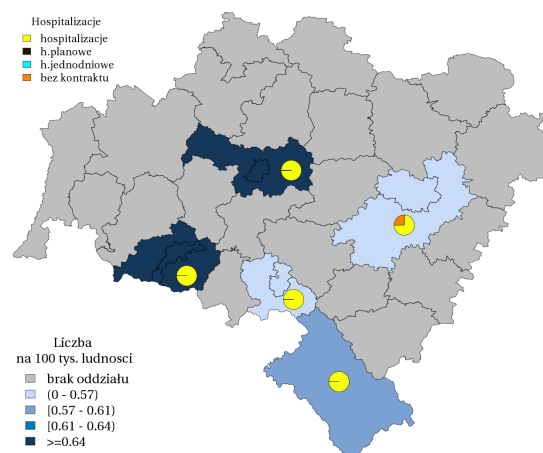 Hospitalizacje
hospitalizacje
h.planowe
h.jednodniowe
bez kontraktu
Liczba
na 100 tys. ludnosci
brak oddziału
(0 - 0.57)
[0.57 - 0.61)
[0.61 - 0.64)
>=0.64